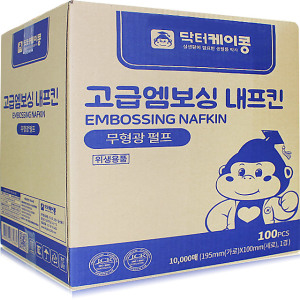 닥터케이콩
고급엠보싱 내프킨
EMBOSSING NAFKIN
무형광 펄프
위생용품
100PCS
10,000매 (195mm(가로)X100mm(세로), 1겹)